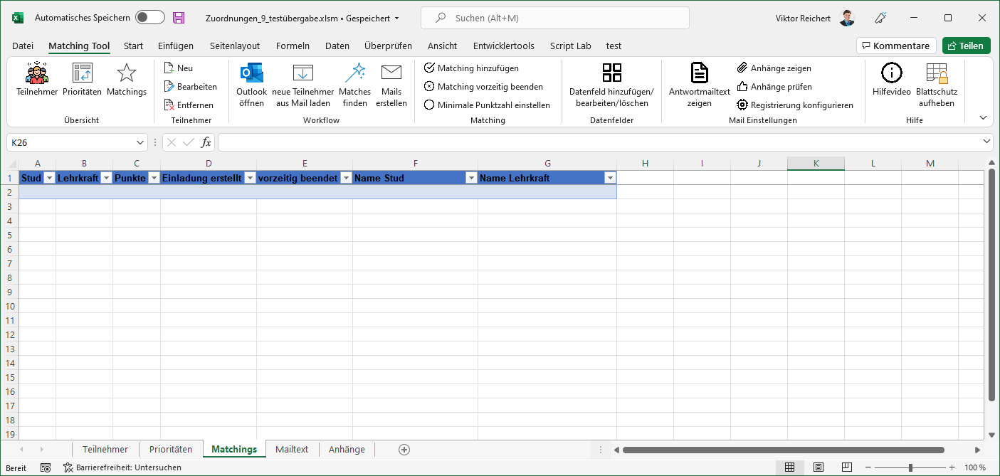 Automatisches Speichern
Zuordnungen_9_testübergabe.xlsm • Gespeichert
Suchen (Alt+M)
Viktor Reichert
Datei Matching Tool Start Einfügen Seitenlayout Formeln Daten Überprüfen Ansicht Entwicklertools Script Lab test
Kommentare
Teilen
Teilnehmer Prioritäten Matchings
Übersicht
Neu
Bearbeiten
Entfernen
Teilnehmer
Outlook öffnen
neue Teilnehmer aus Mail laden
Matches finden
Mails erstellen
Workflow
Matching hinzufügen
Matching vorzeitig beenden
Minimale Punktzahl einstellen
Matching
Datenfeld hinzufügen/
bearbeiten/löschen
Datenfelder
Antwortmailtext
zeigen
Anhänge zeigen
Anhänge prüfen
Registrierung konfigurieren
Mail Einstellungen
Hilfevideo
Blattschutz
aufheben
Hilfe
K26
fx
A B C D E F G H I J K L M
1 Stud Lehrkraft Punkte Einladung erstellt vorzeitig beendet Name Stud Name Lehrkraft
2
3
4
5
6
7
8
9
10
11
12
13
14
15
16
17
18
19
Teilnehmer Prioritäten Matchings Mailtext Anhänge
Bereit
Barrierefreiheit: Untersuchen
100 %